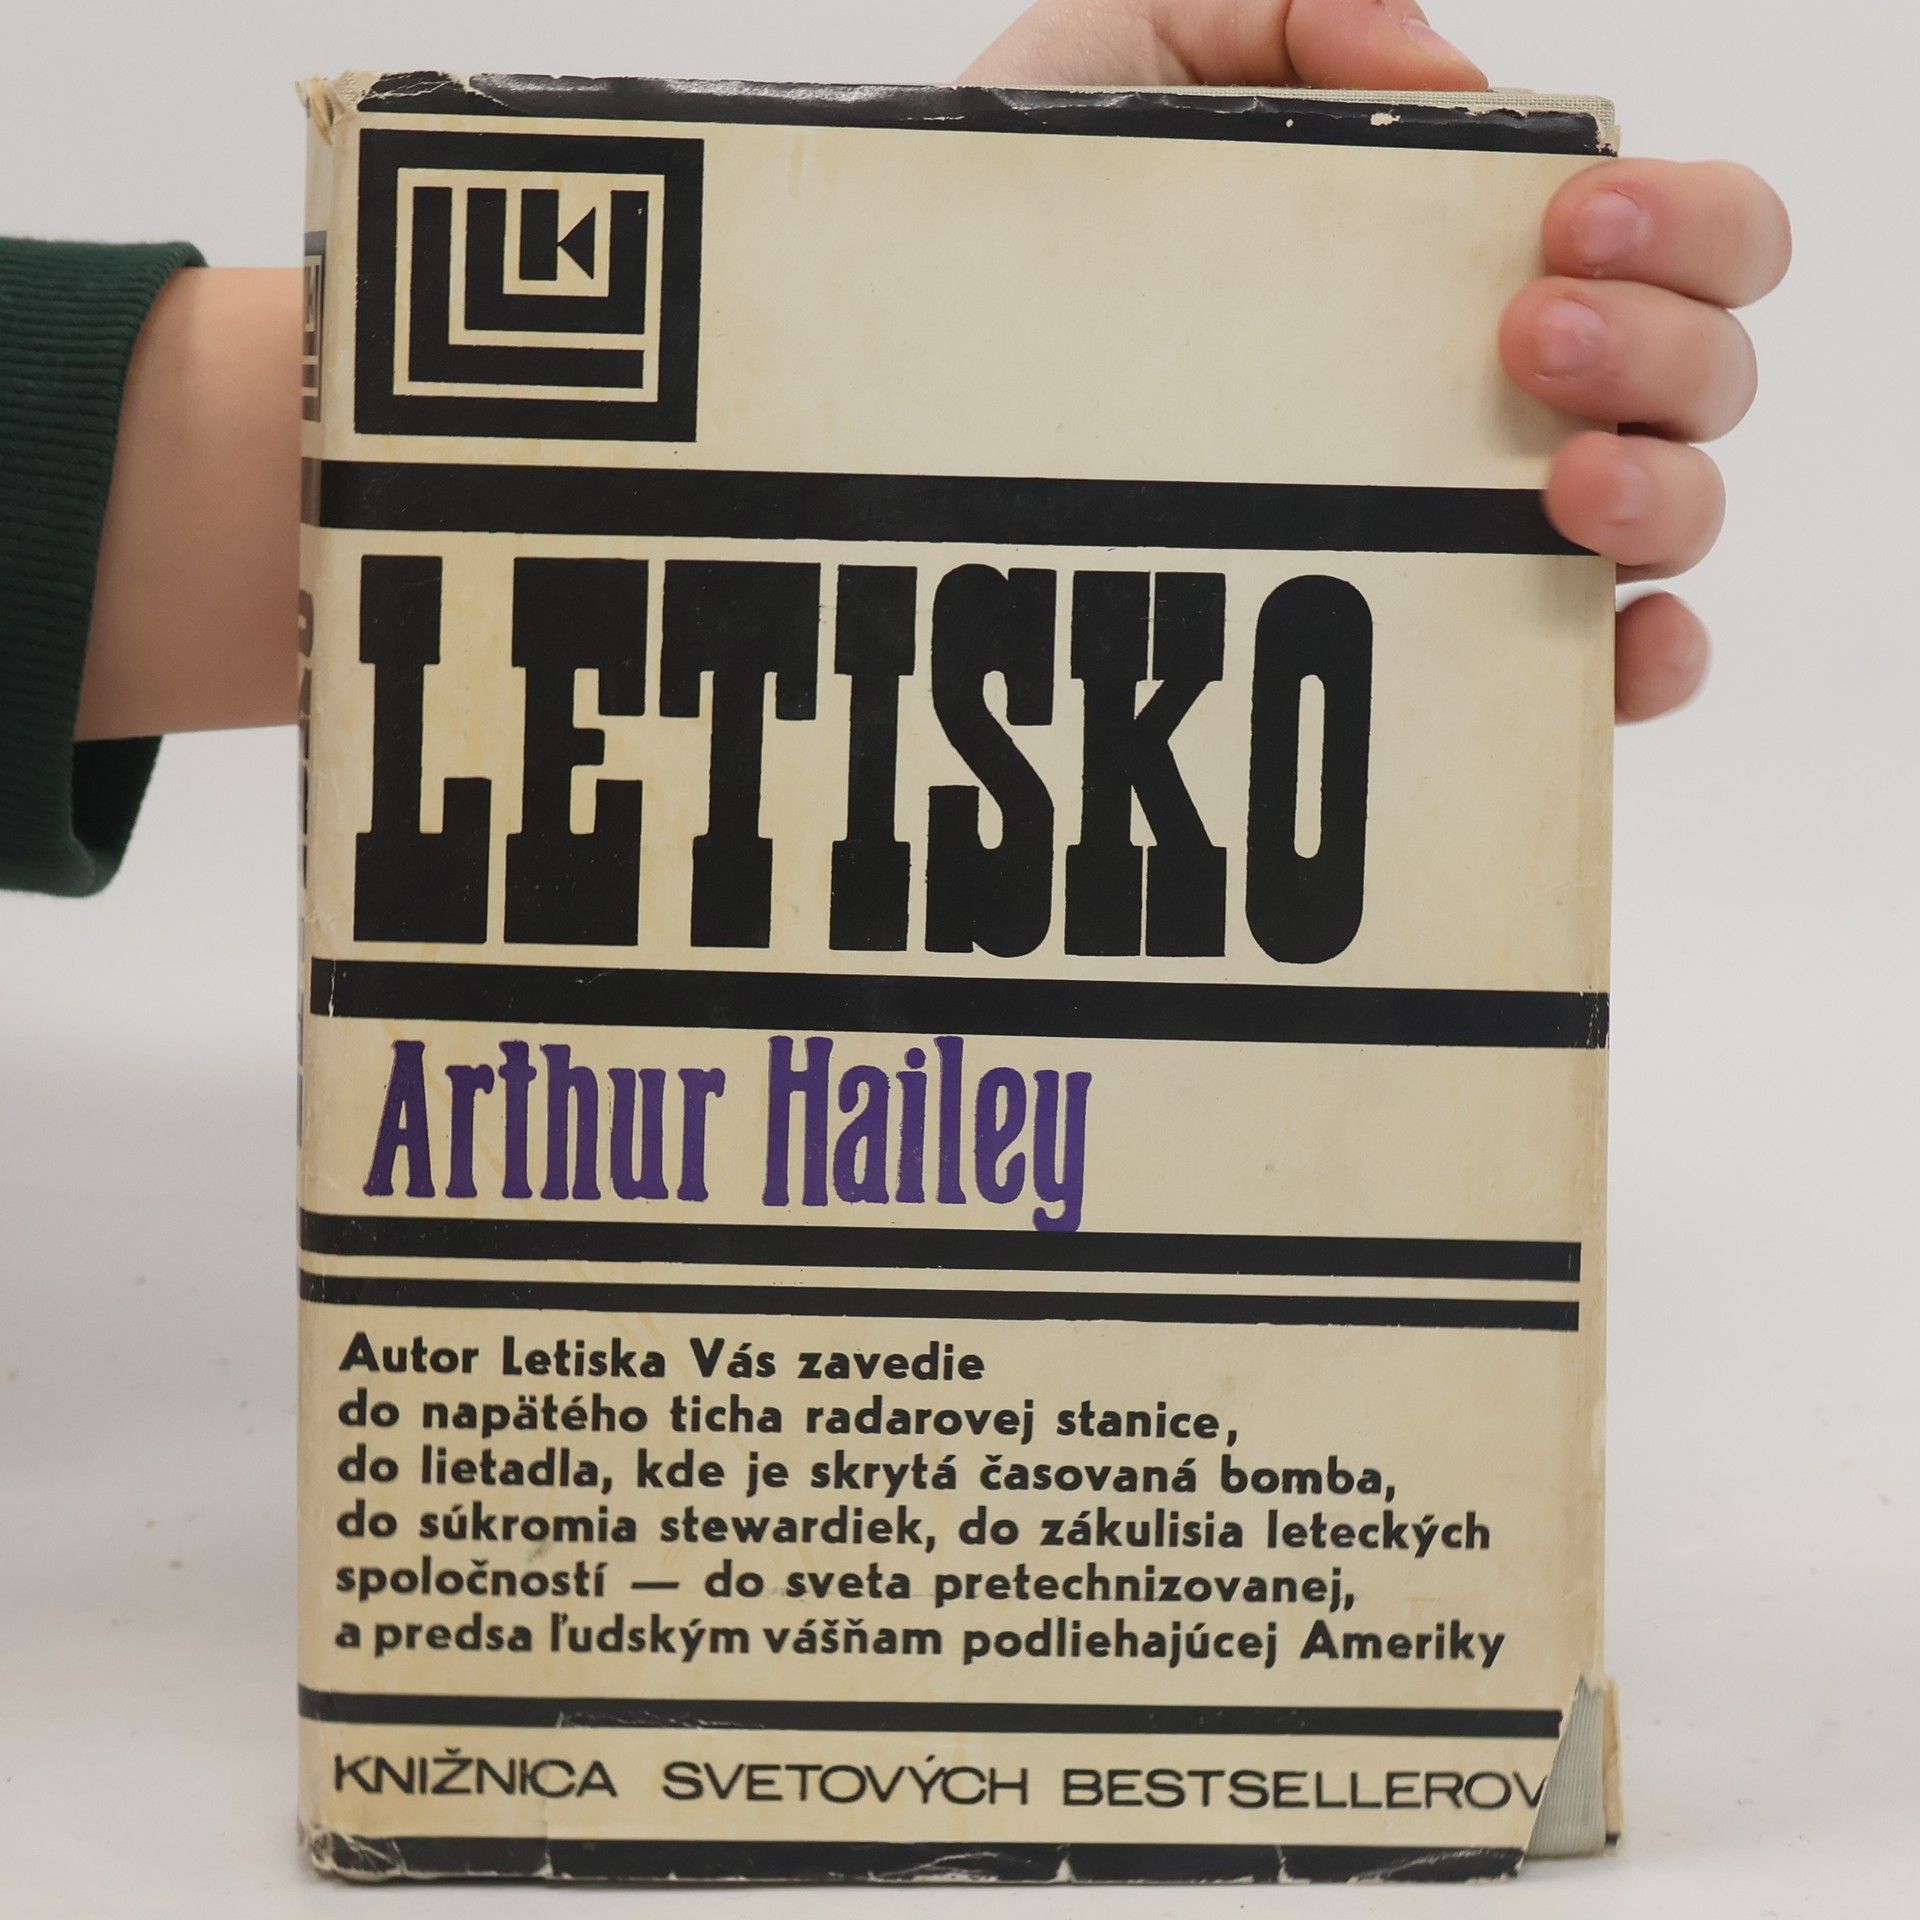 LETISKO
Arthur Hailey
Autor Letiska Vás zavedie
do napätého ticha radarovej stanice,
do lietadla, kde je skrytá časovaná bomba,
do súkromia stewardiek, do zákulisia leteckých
spoločností — do sveta pretechnizovanej,
a predsa ľudským vášňam podliehajúcej Ameriky
KNIŽNICA SVETOVÝCH BESTSELLEROV